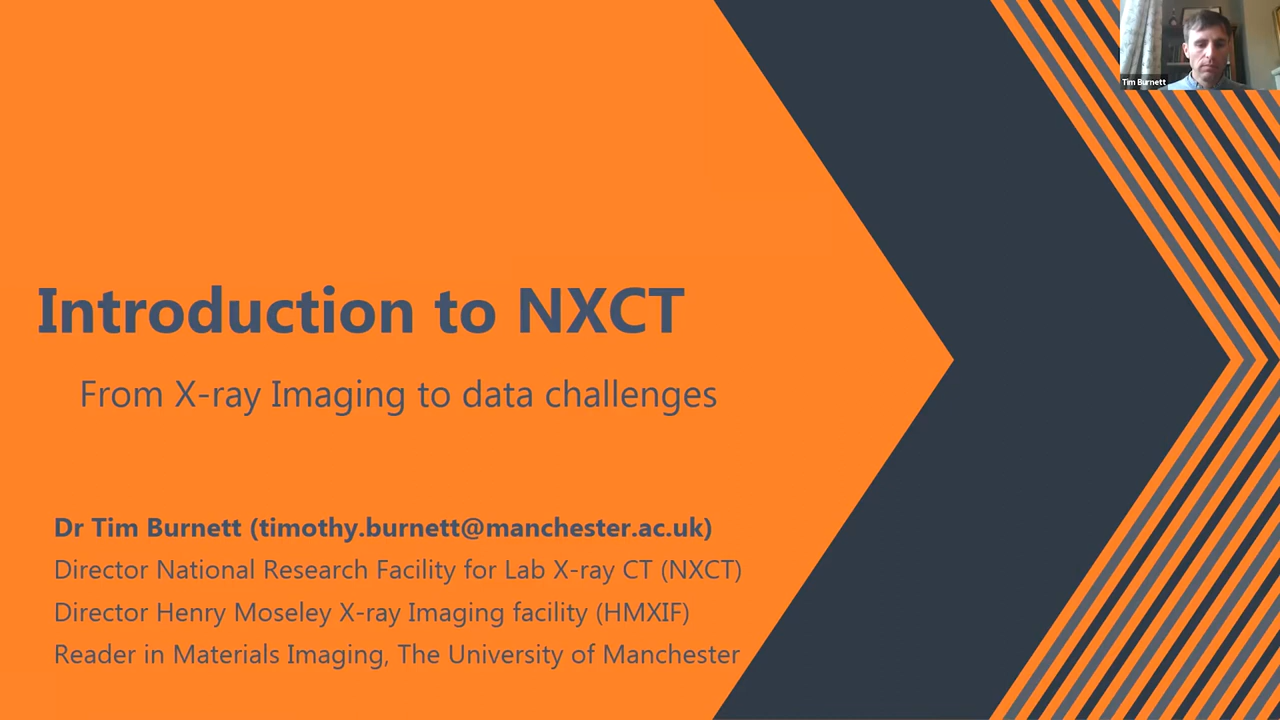 Tim Burnett
Introduction to NXCT
From X-ray Imaging to data challenges
Dr Tim Burnett (timothy.burnett@manchester.ac.uk)
Director National Research Facility for Lab X-ray CT (NXCT)
Director Henry Moseley X-ray Imaging facility (HMXIF)
Reader in Materials Imaging, The University of Manchester